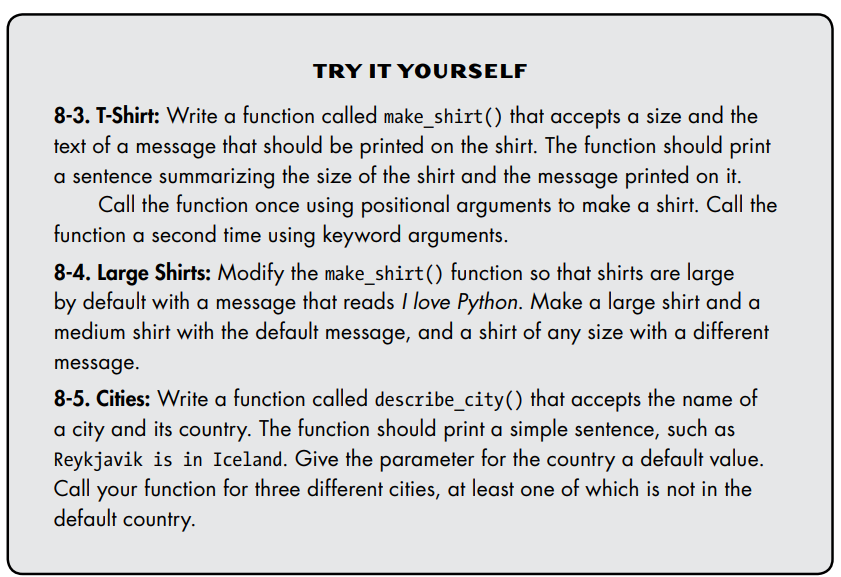 TRY IT YOURSELF
8-3. T-Shirt: Write a function called make_shirt() that accepts a size and the
text of a message that should be printed on the shirt. The function should print
a sentence summarizing the size of the shirt and the message printed on it.
Call the function once using positional arguments to make a shirt. Call the
function a second time using keyword arguments.
8-4. Large Shirts: Modify the make_shirt() function so that shirts are large
by default with a message that reads I love Python. Make a large shirt and a
medium shirt with the default message, and a shirt of any size with a different
message.
8-5. Cities: Write a function called describe_city() that accepts the name of
a city and its country. The function should print a simple sentence, such as
Reykjavik is in Iceland. Give the parameter for the country a default value.
Call your function for three different cities, at least one of which is not in the
default country.